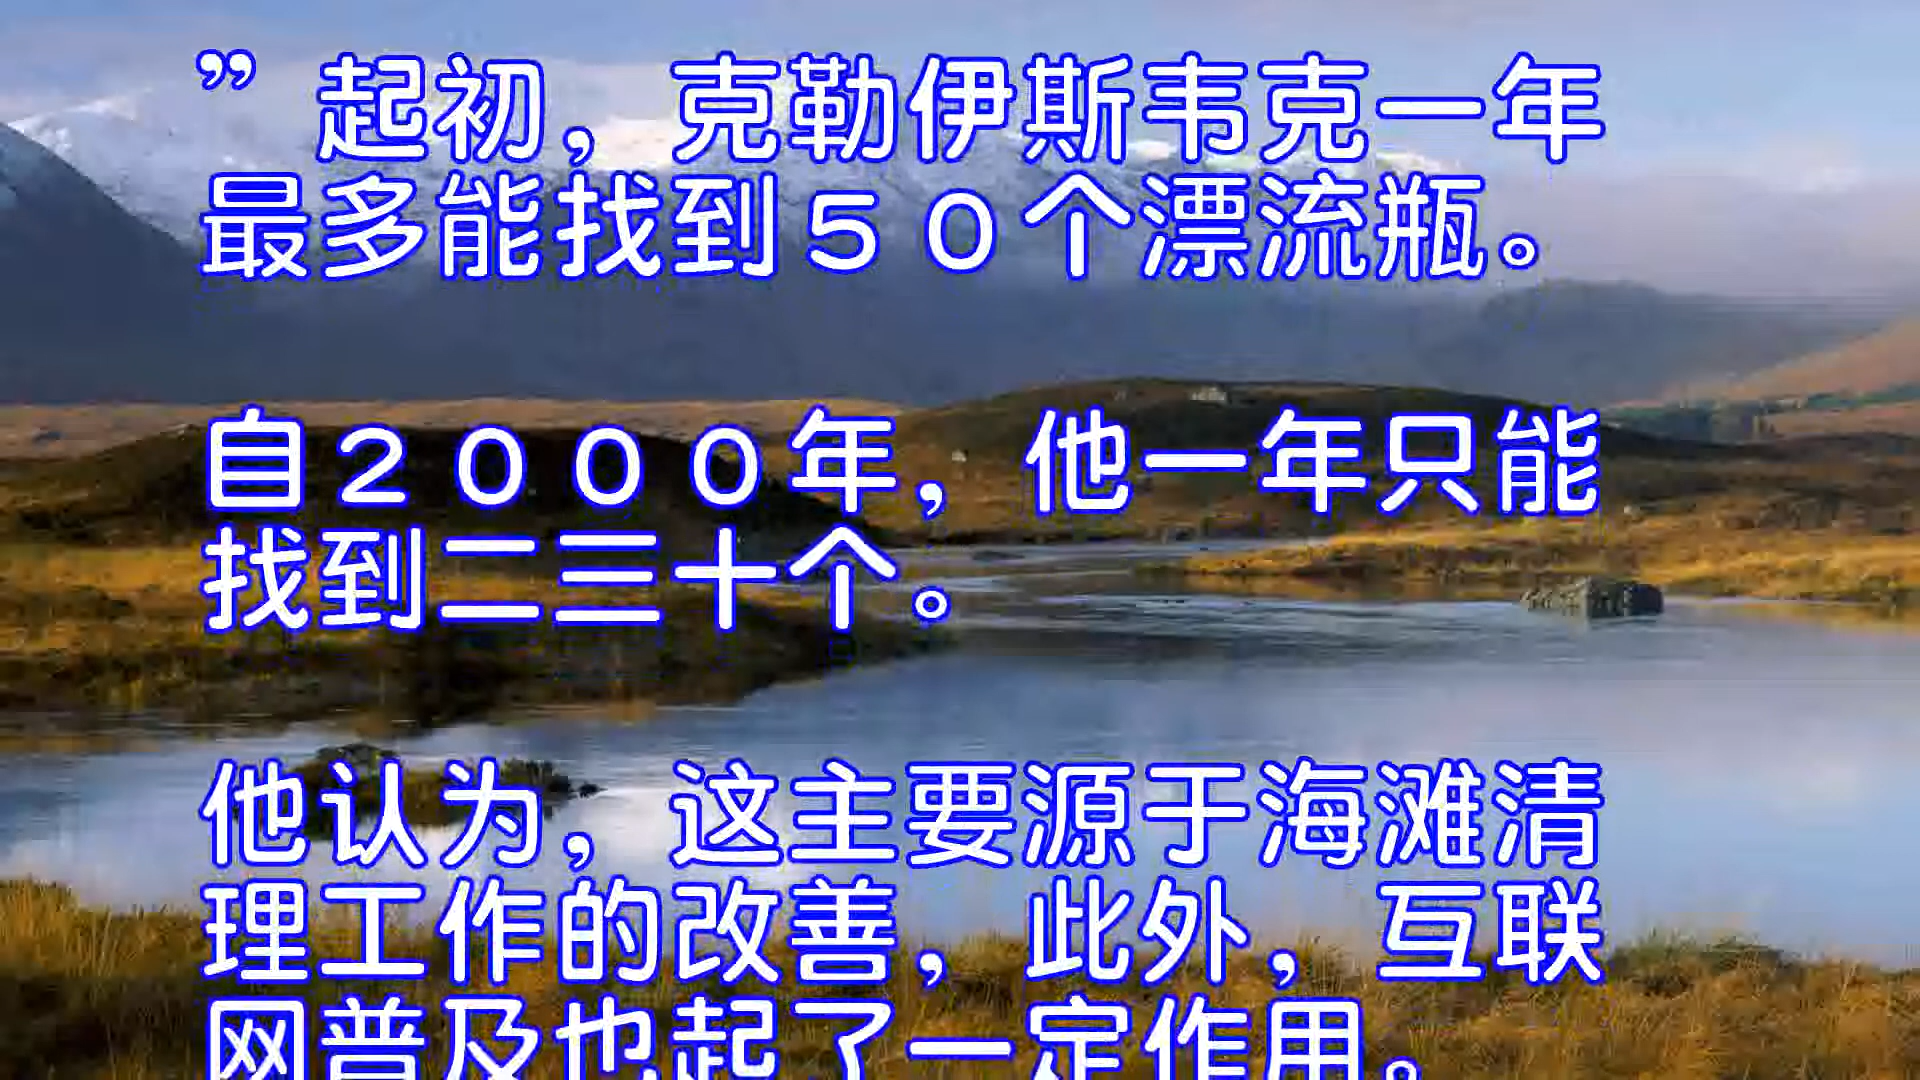 ”起初，克勒伊斯韦克一年
最多能找到５０个漂流瓶。
自２０００年，他一年只能
找到二三十个。
他认为，这主要源于海滩清
理工作的改善，此外，互联
网普及也起了一定作用。